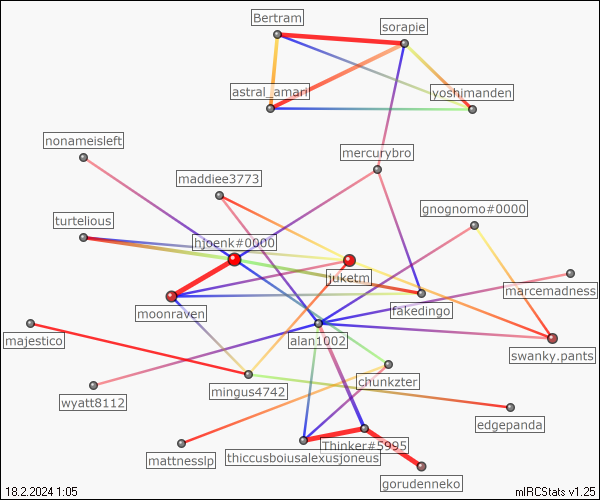 Bertram
sorapie
astral_amari
yoshimanden
nonameisleft
mercurybro
maddiee3773
gnognomo#0000
turtelious
hjoenk#0000
juketm
marcemadness
moonraven
fakedingo
majestico
alan1002
swanky.pants
chunkzter
mingus4742
wyatt8112
edgepanda
Thinker#5995
mattnesslp
thiccusboiusalexusjoneus
gorudenneko
18.2.2024 1:05
mIRCStats v1.25